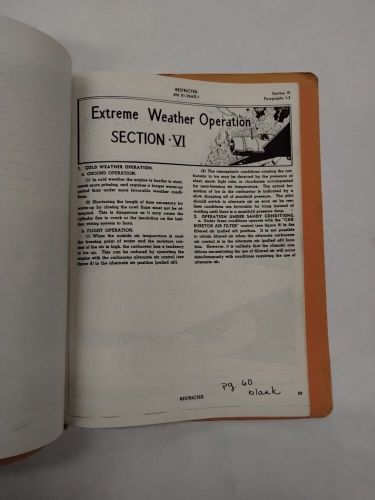 RESTRICTED
AN 01-25AD-1
Section VI
Paragraphs 1-2
Extreme Weather Operation
SECTION · VI
1. COLD WEATHER OPERATION.
a. GROUND OPERATION.
(1) In cold weather the engine is harder to start,
needs more priming, and requires a longer warm-up
period than under more favorable weather condi-
tions.
(2) Shortening the length of time necessary for
warm-up by closing the cowl flaps must not be at-
tempted. This is dangerous as it may cause the
cylinders to crack from excess heat or the igni-
tion wiring system to burn.
b. FLIGHT OPERATION.
(1) When the outside air temperature is near
the freezing point of water and the moisture con-
tent of the air is high, the carburetor has a tendency
to ice up. This can be reduced by operating the
engine with the carburetor alternate air control (see
figure 8) in the alternate air position (pulled all).
(2) The atmospheric conditions causing the car-
buretor to ice may be detected by the presence of
sleet, snow, light rain, or cloudiness accompanied
by near-freezing air temperature. The actual for-
mation of ice in the carburetor is indicated by a
slow dropping off of manifold pressure. The pilot
should switch to alternate air as soon as he sees
that conditions are favorable for icing instead of
waiting until there is a manifold pressure drop.
2. OPERATION UNDER SANDY CONDITIONS.
a. Under these conditions operate with the "CAR-
BURETOR AIR FILTER" control (see figure 8) in the
filtered air (pulled all) position. It is not possible
to obtain filtered air when the alternate carburetor
air control is in the alternate air (pulled all) loca-
tion. However, it is unlikely that the climatic con-
ditions necessitating the use of filtered air will occur
simultaneously with conditions requiring the use of
alternate air.
pg. 60
blank
RESTRICTED
59